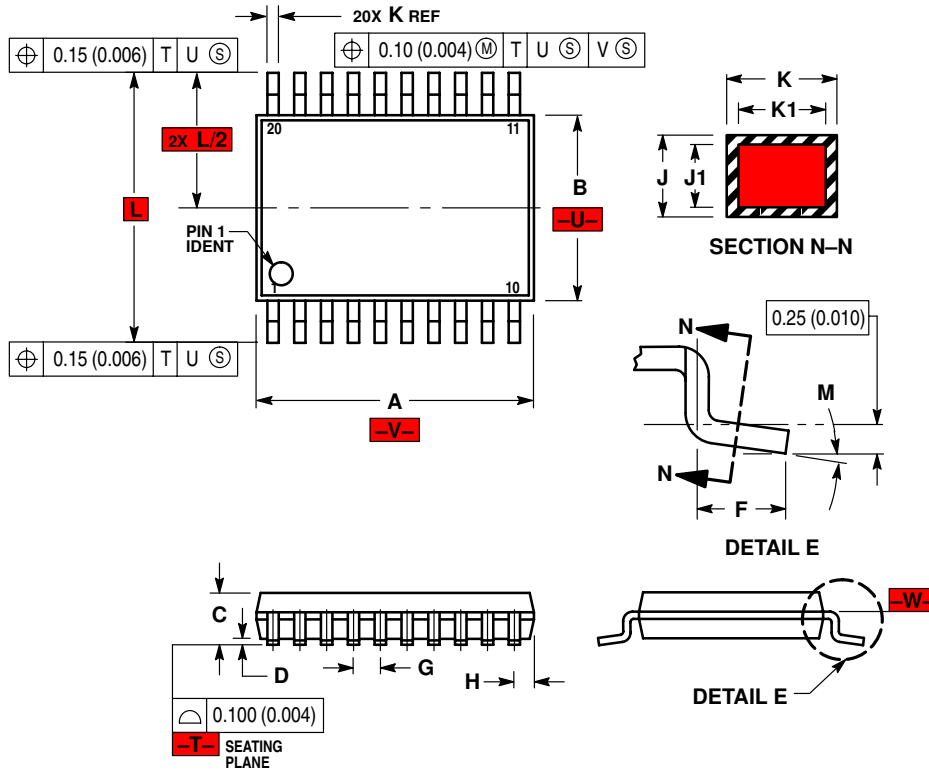 20X K REF
⌖ 0.15 (0.006) T U Ⓢ
⌖ 0.10 (0.004) Ⓜ T U Ⓢ V Ⓢ
2X L/2
L
20
11
PIN 1
IDENT
1
10
B
–U–
⌖ 0.15 (0.006) T U Ⓢ
A
–V–
K
K1
J
J1
SECTION N–N
0.25 (0.010)
N
M
N
F
DETAIL E
C
D
G
H
⌓ 0.100 (0.004)
–T– SEATING
PLANE
–W–
DETAIL E